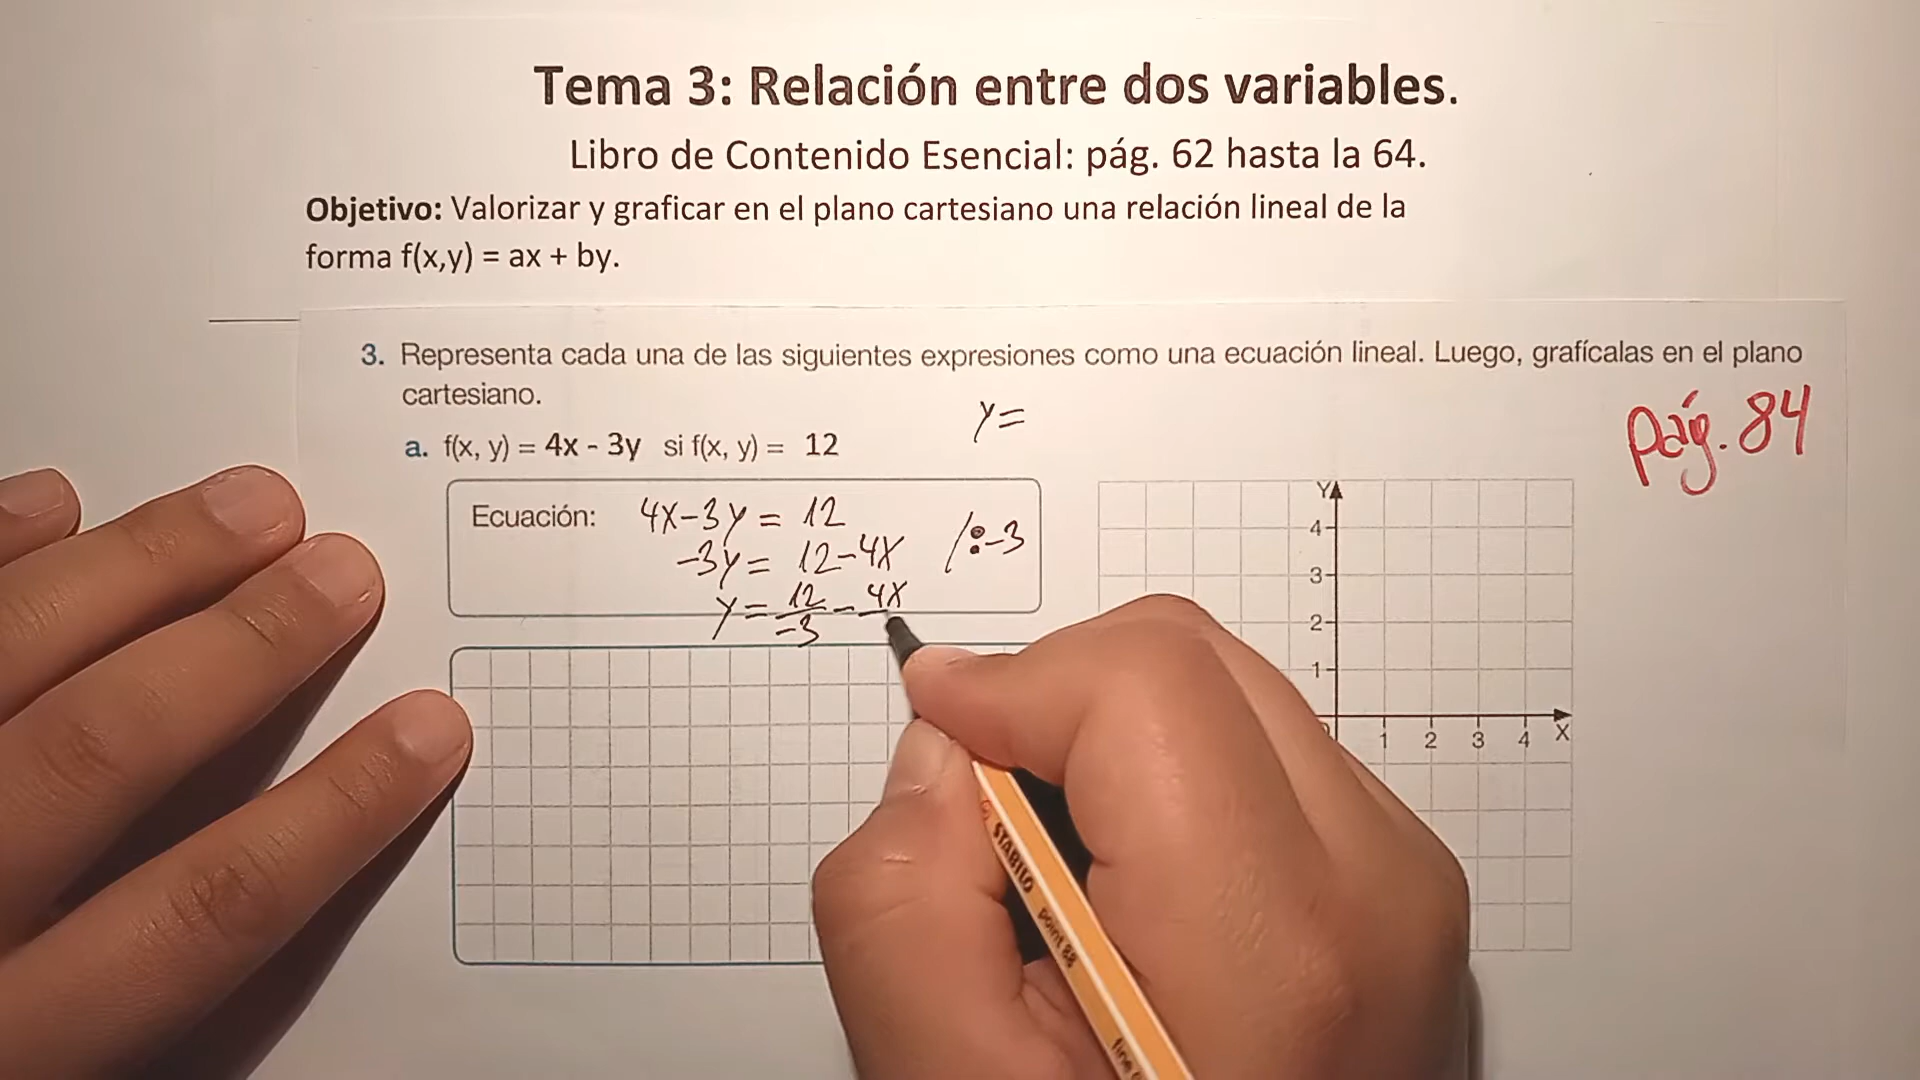 Tema 3: Relación entre dos variables.
Libro de Contenido Esencial: pág. 62 hasta la 64.
Objetivo: Valorizar y graficar en el plano cartesiano una relación lineal de la
forma f(x,y) = ax + by.
3. Representa cada una de las siguientes expresiones como una ecuación lineal. Luego, grafícalas en el plano
cartesiano.
y=
pág. 84
a. f(x, y) = 4x - 3y si f(x, y) = 12
Ecuación: 4x-3y = 12
-3y = 12-4x /:-3
y = 12/-3 - 4x
Y
4
3
2
1
1 2 3 4 X
STABILO point 88